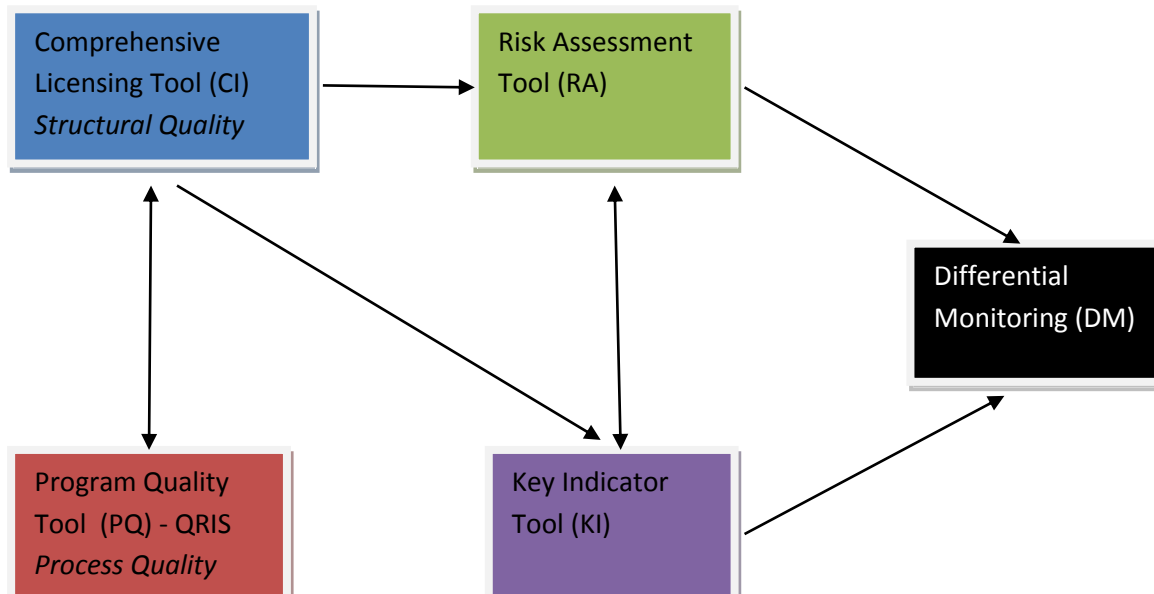 Comprehensive
Licensing Tool (CI)
Structural Quality
Risk Assessment
Tool (RA)
Differential
Monitoring (DM)
Program Quality
Tool  (PQ) - QRIS
Process Quality
Key Indicator
Tool (KI)